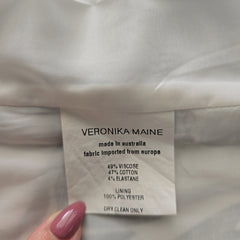 VERONIKA MAINE
made in australia
fabric imported from europe
49% VISCOSE
47% COTTON
4% ELASTANE
LINING
100% POLYESTER
DRY CLEAN ONLY